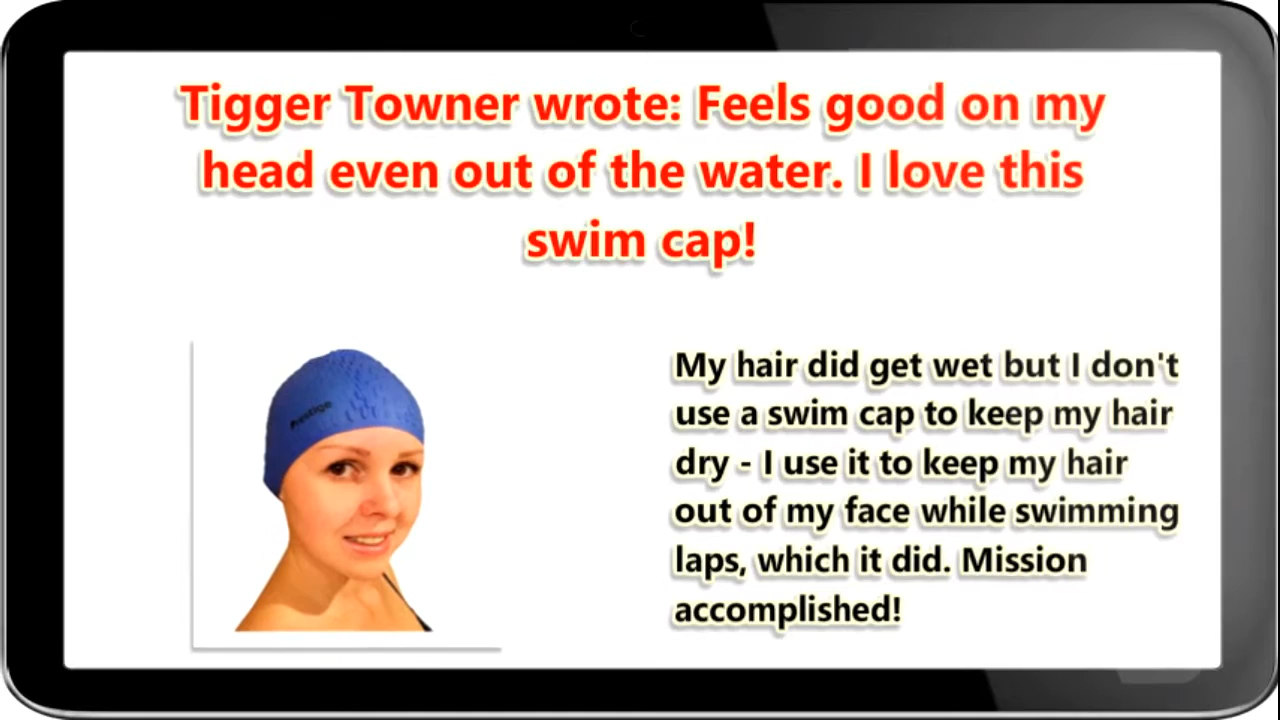 Tigger Towner wrote: Feels good on my
head even out of the water. I love this
swim cap!
Prestige
My hair did get wet but I don't
use a swim cap to keep my hair
dry - I use it to keep my hair
out of my face while swimming
laps, which it did. Mission
accomplished!